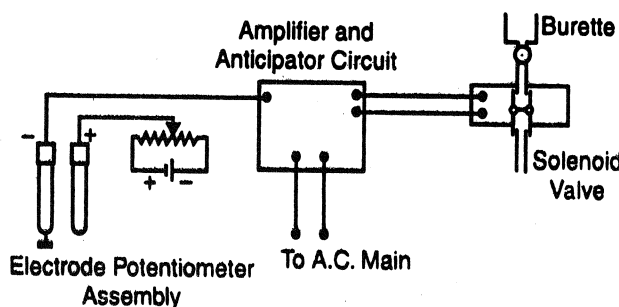 Amplifier and
Anticipator Circuit
Burette
- +
+ -
Solenoid
Valve
To A.C. Main
Electrode Potentiometer
Assembly